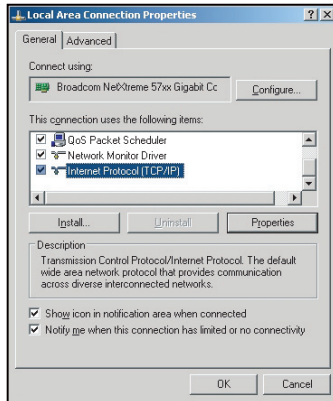 Local Area Connection Properties
General Advanced
Connect using:
Broadcom NetXtreme 57xx Gigabit Cc Configure...
This connection uses the following items:
QoS Packet Scheduler
Network Monitor Driver
Internet Protocol (TCP/IP)
Install... Uninstall Properties
Description
Transmission Control Protocol/Internet Protocol. The default
wide area network protocol that provides communication
across diverse interconnected networks.
Show icon in notification area when connected
Notify me when this connection has limited or no connectivity
OK Cancel